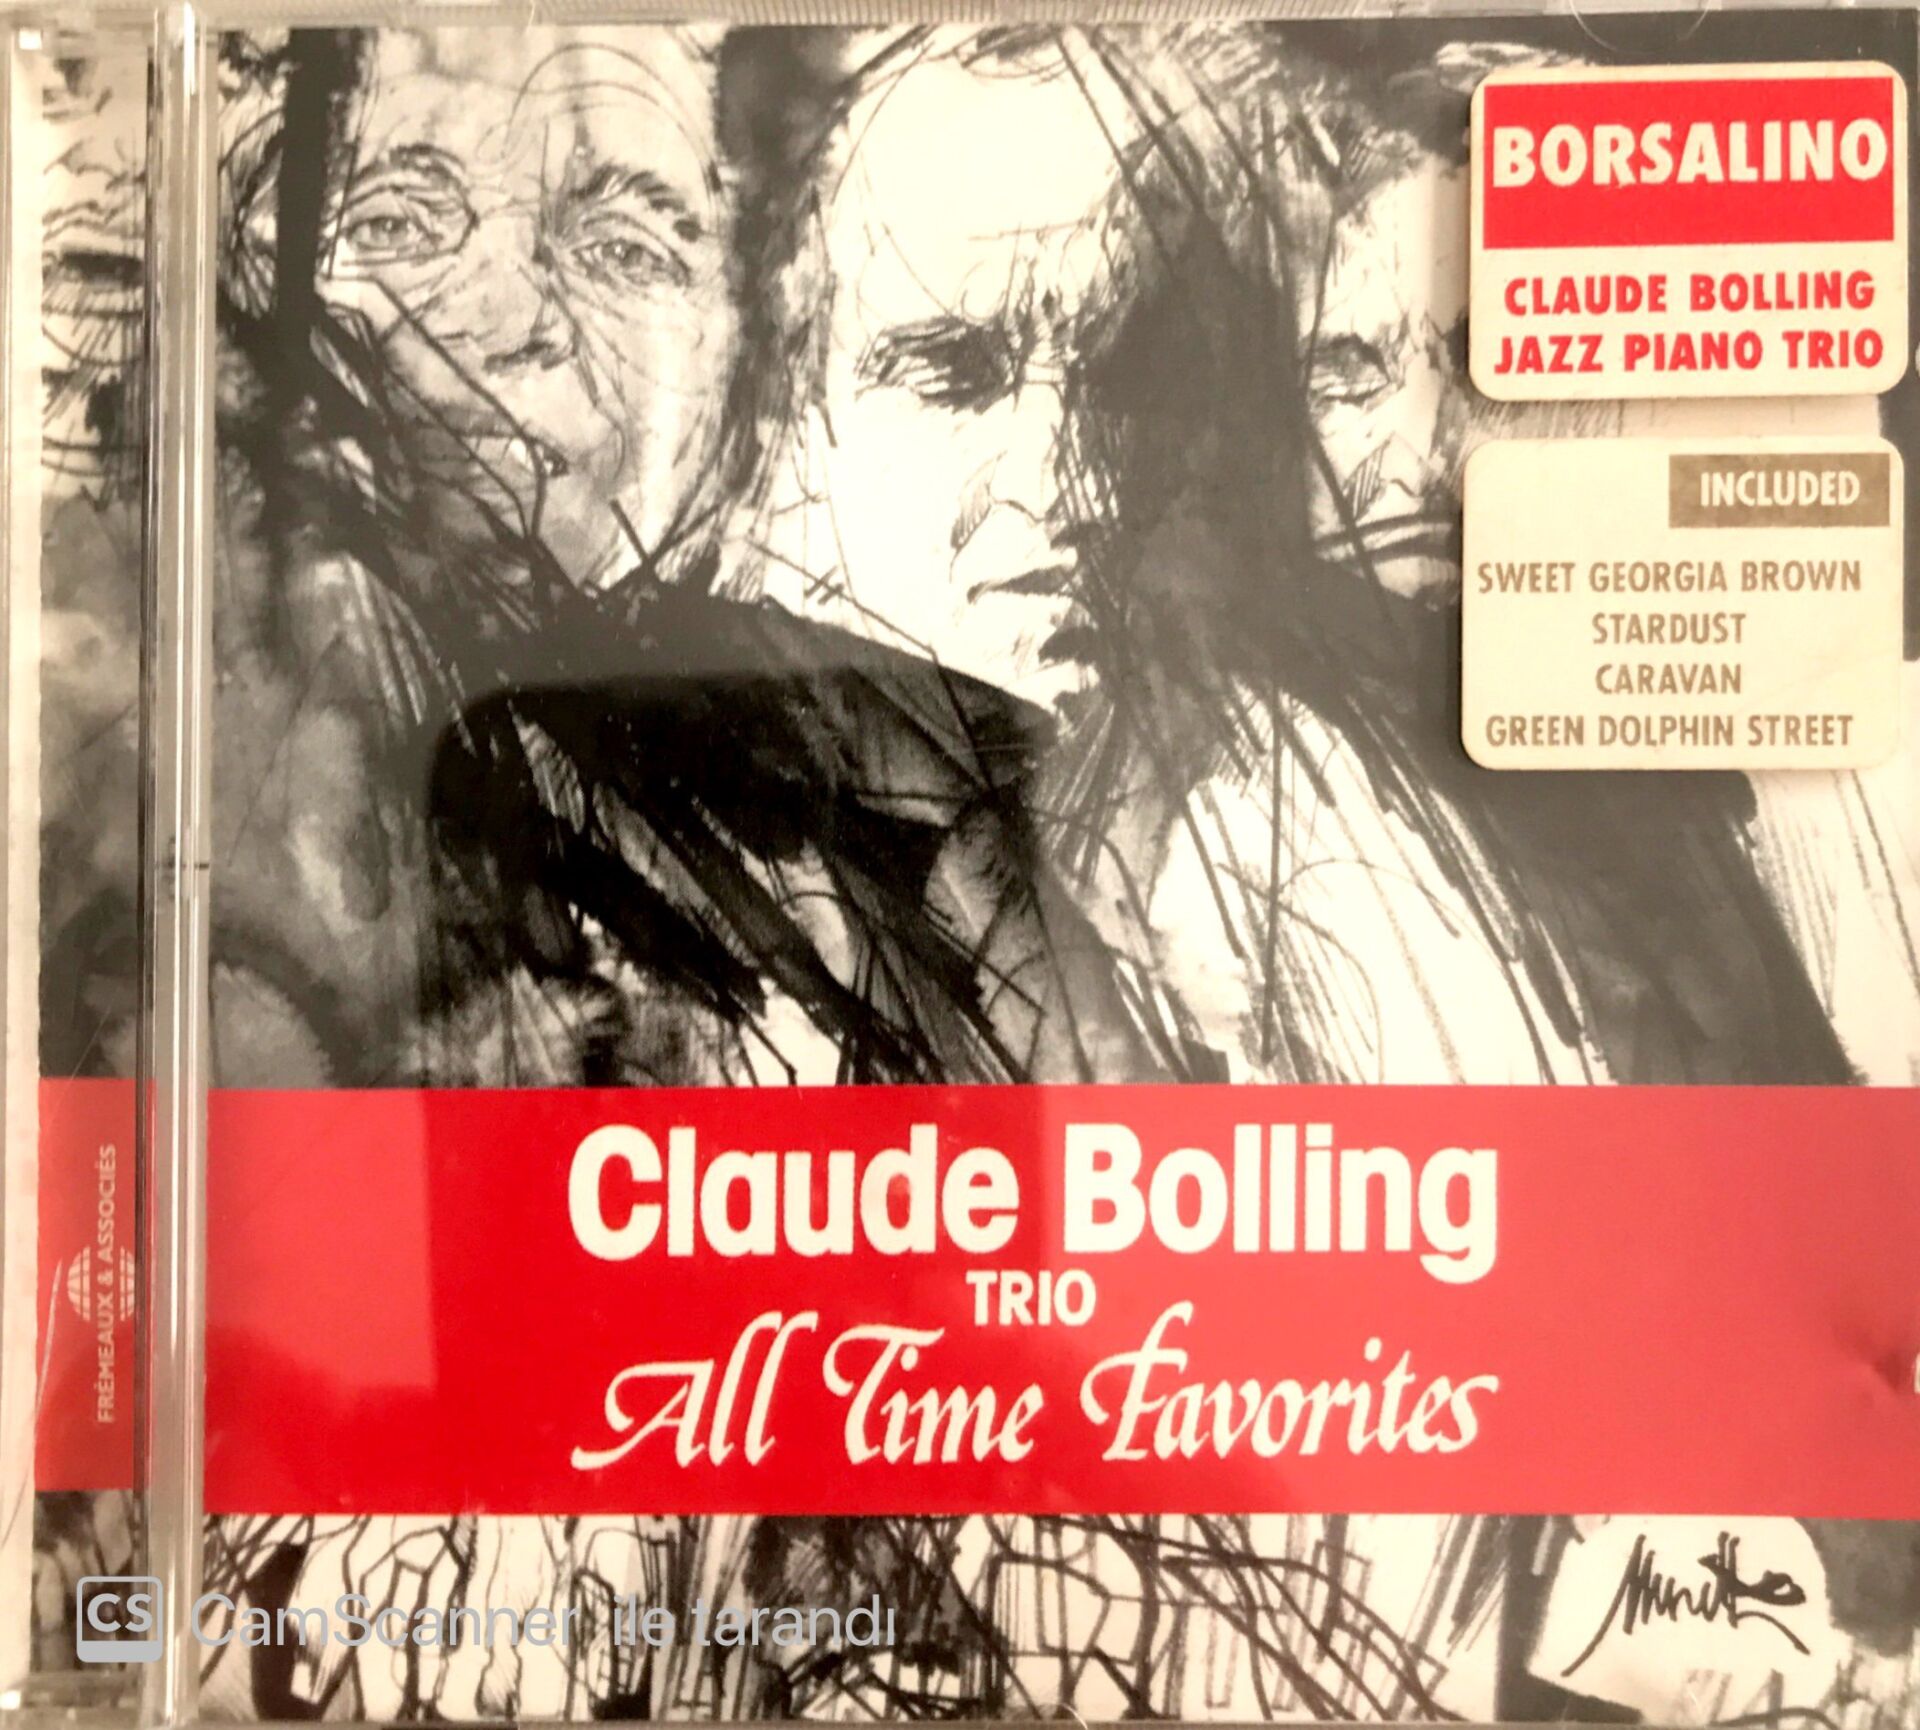 BORSALINO
CLAUDE BOLLING
JAZZ PIANO TRIO
INCLUDED
SWEET GEORGIA BROWN
STARDUST
CARAVAN
GREEN DOLPHIN STREET
Claude Bolling
TRIO
All Time Favorites
FRÉMEAUX & ASSOCIÉS
CS CamScanner ile tarandı